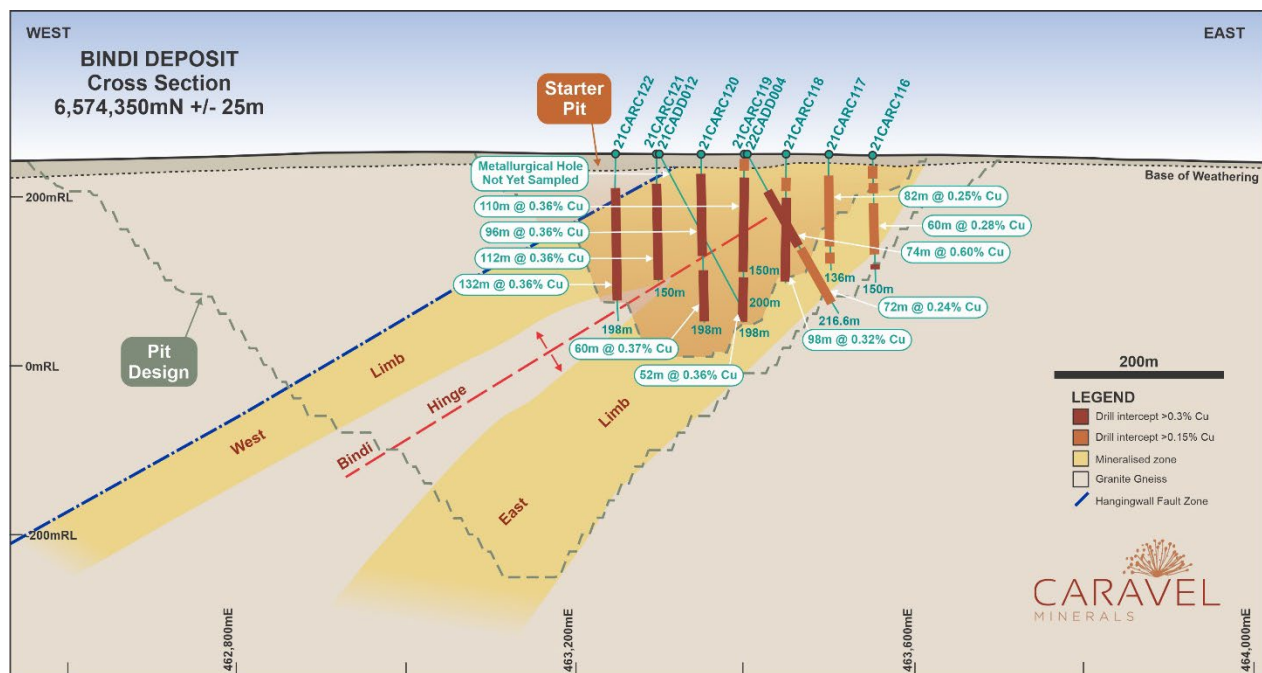 WEST
EAST
BINDI DEPOSIT
Cross Section
6,574,350mN +/- 25m
Starter
Pit
21CARC122
21CARC121
21CADD012
21CARC120
21CARC119
22CADD004
21CARC118
21CARC117
21CARC116
Metallurgical Hole
Not Yet Sampled
Base of Weathering
200mRL
110m @ 0.36% Cu
82m @ 0.25% Cu
96m @ 0.36% Cu
60m @ 0.28% Cu
112m @ 0.36% Cu
74m @ 0.60% Cu
132m @ 0.36% Cu
150m
150m
136m
150m
200m
72m @ 0.24% Cu
198m
198m
198m
216.6m
60m @ 0.37% Cu
98m @ 0.32% Cu
52m @ 0.36% Cu
Pit
Design
0mRL
Limb
Hinge
Limb
West
Bindi
East
-200mRL
200m
LEGEND
Drill intercept >0.3% Cu
Drill intercept >0.15% Cu
Mineralised zone
Granite Gneiss
Hangingwall Fault Zone
CARAVEL
MINERALS
462,800mE
463,200mE
463,600mE
464,000mE